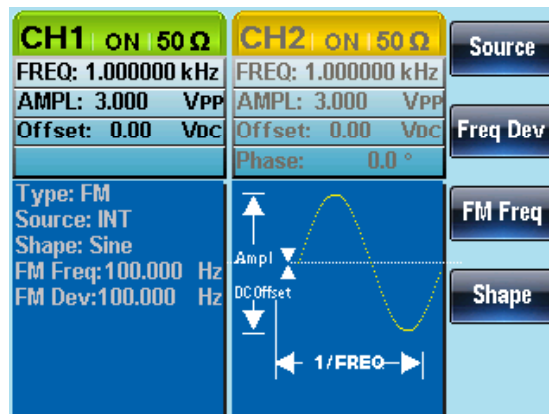 CH1 ON 50 Ω
FREQ: 1.000000 kHz
AMPL: 3.000 VPP
Offset: 0.00 VDC
CH2 ON 50 Ω
FREQ: 1.000000 kHz
AMPL: 3.000 VPP
Offset: 0.00 VDC
Phase: 0.0 °
Type: FM
Source: INT
Shape: Sine
FM Freq:100.000 Hz
FM Dev:100.000 Hz
Ampl
DC Offset
1/FREQ
Source
Freq Dev
FM Freq
Shape